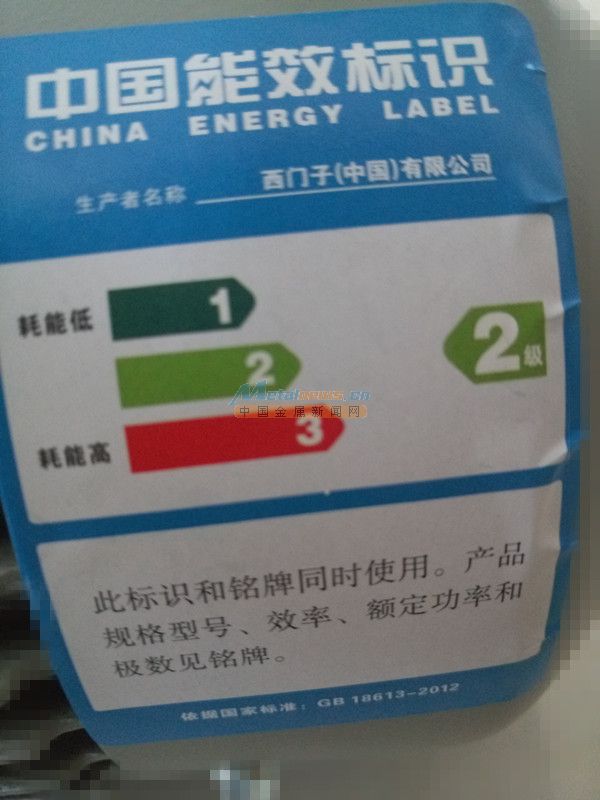 中国能效标识
CHINA ENERGY LABEL
生产者名称 西门子(中国)有限公司
耗能低 1
2
2级
Metalnews.cn
中国金属新闻网
3
耗能高
此标识和铭牌同时使用。产品
规格型号、效率、额定功率和
极数见铭牌。
依据国家标准：GB 18613-2012